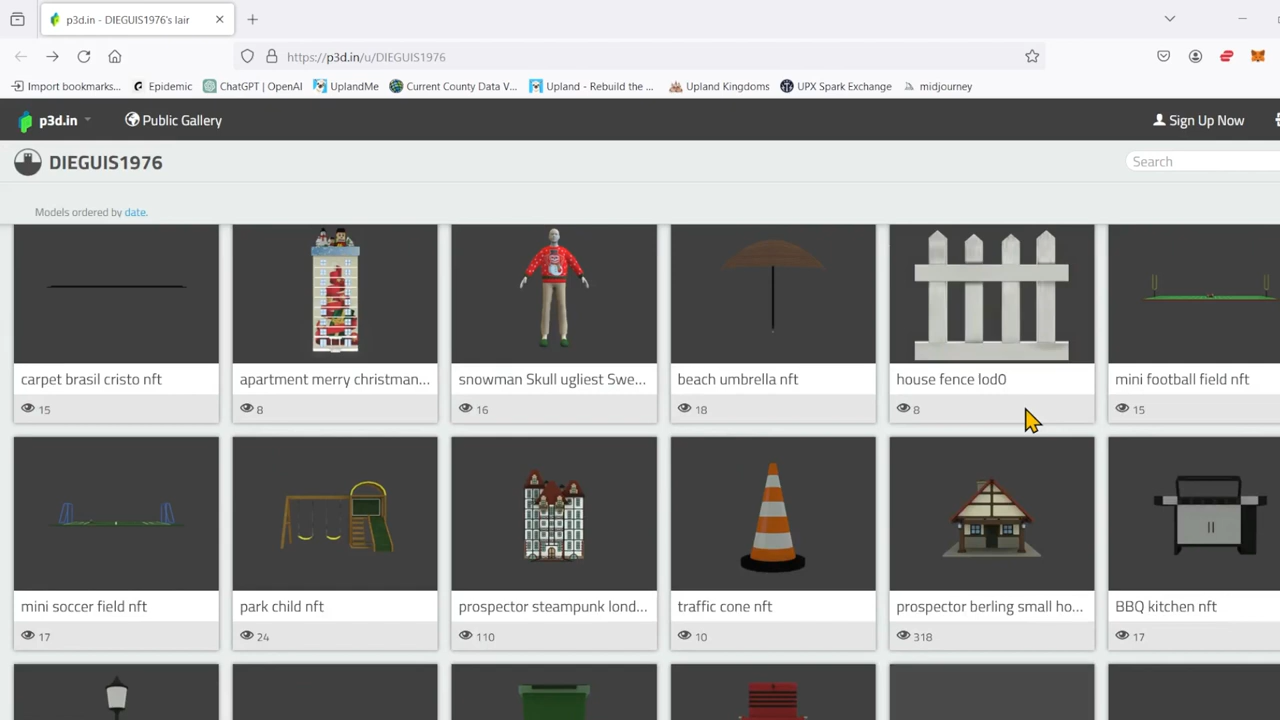 p3d.in - DIEGUIS1976's lair
https://p3d.in/u/DIEGUIS1976
Import bookmarks...
Epidemic
ChatGPT | OpenAI
UplandMe
Current County Data V...
Upland - Rebuild the ...
Upland Kingdoms
UPX Spark Exchange
midjourney
p3d.in
Public Gallery
Sign Up Now
DIEGUIS1976
Search
Models ordered by date.
carpet brasil cristo nft
apartment merry christman...
snowman Skull ugliest Swe...
beach umbrella nft
house fence lod0
mini football field nft
15
8
16
18
8
15
mini soccer field nft
park child nft
prospector steampunk lond...
traffic cone nft
prospector berling small ho...
BBQ kitchen nft
17
24
110
10
318
17